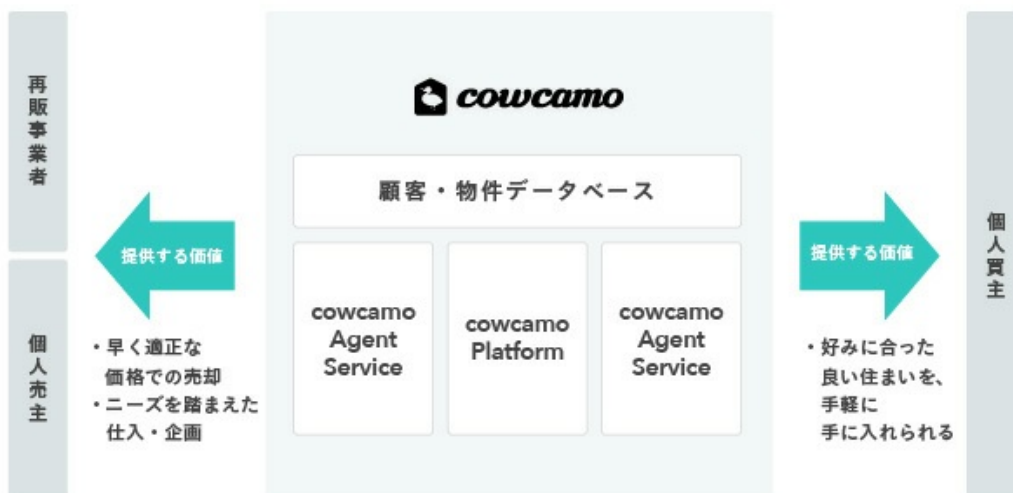 再販事業者
個人売主
提供する価値
・早く適正な
価格での売却
・ニーズを踏まえた
仕入・企画
cowcamo
顧客・物件データベース
cowcamo
Agent
Service
cowcamo
Platform
cowcamo
Agent
Service
提供する価値
・好みに合った
良い住まいを、
手軽に
手に入れられる
個人買主